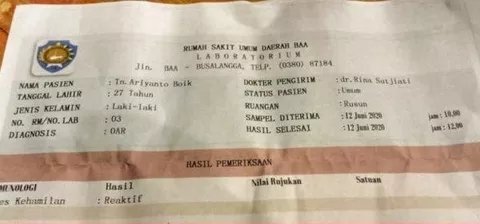 RUMAH SAKIT UMUM DAERAH BAA
LABORATORIUM
Jln. BAA - BUSALANGGA, TELP. (0380) 87184
NAMA PASIEN : Tn. Ariyanto Boik DOKTER PENGIRIM : dr.Rina Sutjiati
TANGGAL LAHIR : 27 Tahun STATUS PASIEN : Umum
JENIS KELAMIN : Laki-laki RUANGAN : Rusun
NO. RM/NO.LAB : 03 SAMPEL DITERIMA : 12 Juni 2020 jam : 10,00
DIAGNOSIS : OAR HASIL SELESAI : 12 Juni 2020 jam : 12,00
HASIL PEMERIKSAAN
MUNOLOGI Hasil Nilai Rujukan Satuan
es Kehamilan : Reaktif